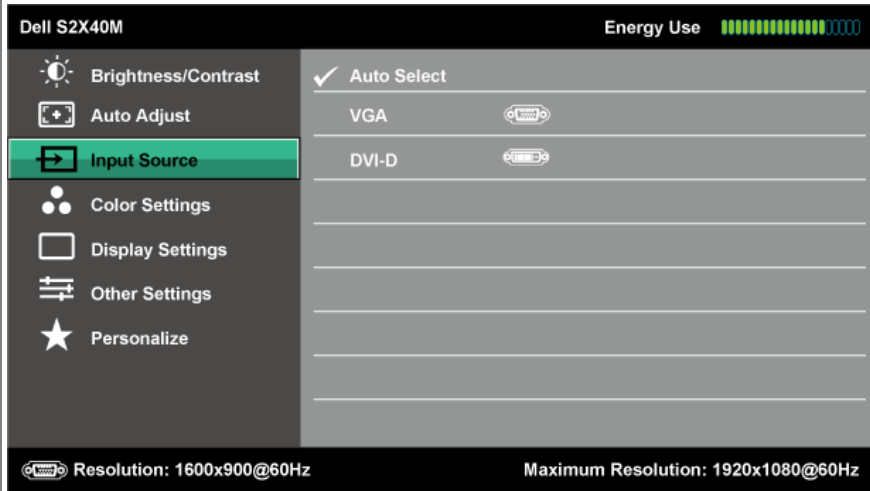 Dell S2X40M Energy Use
Brightness/Contrast
Auto Select
Auto Adjust
VGA
Input Source
DVI-D
Color Settings
Display Settings
Other Settings
Personalize
Resolution: 1600x900@60Hz Maximum Resolution: 1920x1080@60Hz